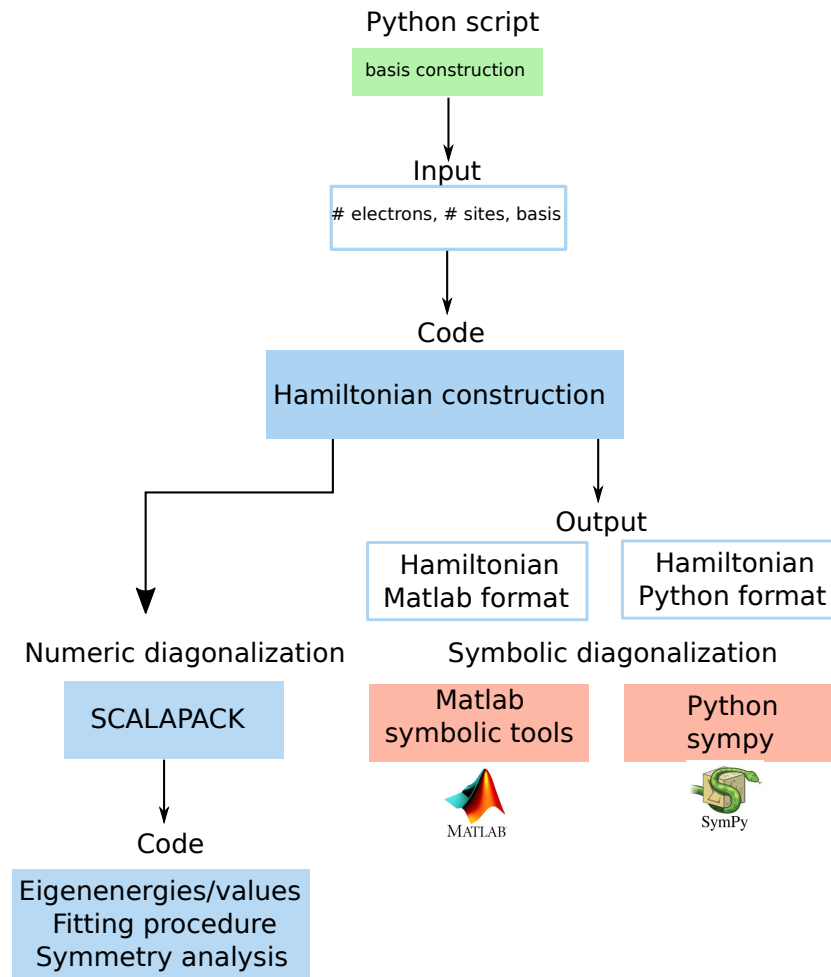 Python script
basis construction
Input
# electrons, # sites, basis
Code
Hamiltonian construction
Output
Hamiltonian
Matlab format
Hamiltonian
Python format
Numeric diagonalization
SCALAPACK
Code
Eigenenergies/values
Fitting procedure
Symmetry analysis
Symbolic diagonalization
Matlab
symbolic tools
MATLAB
Python
sympy
SymPy